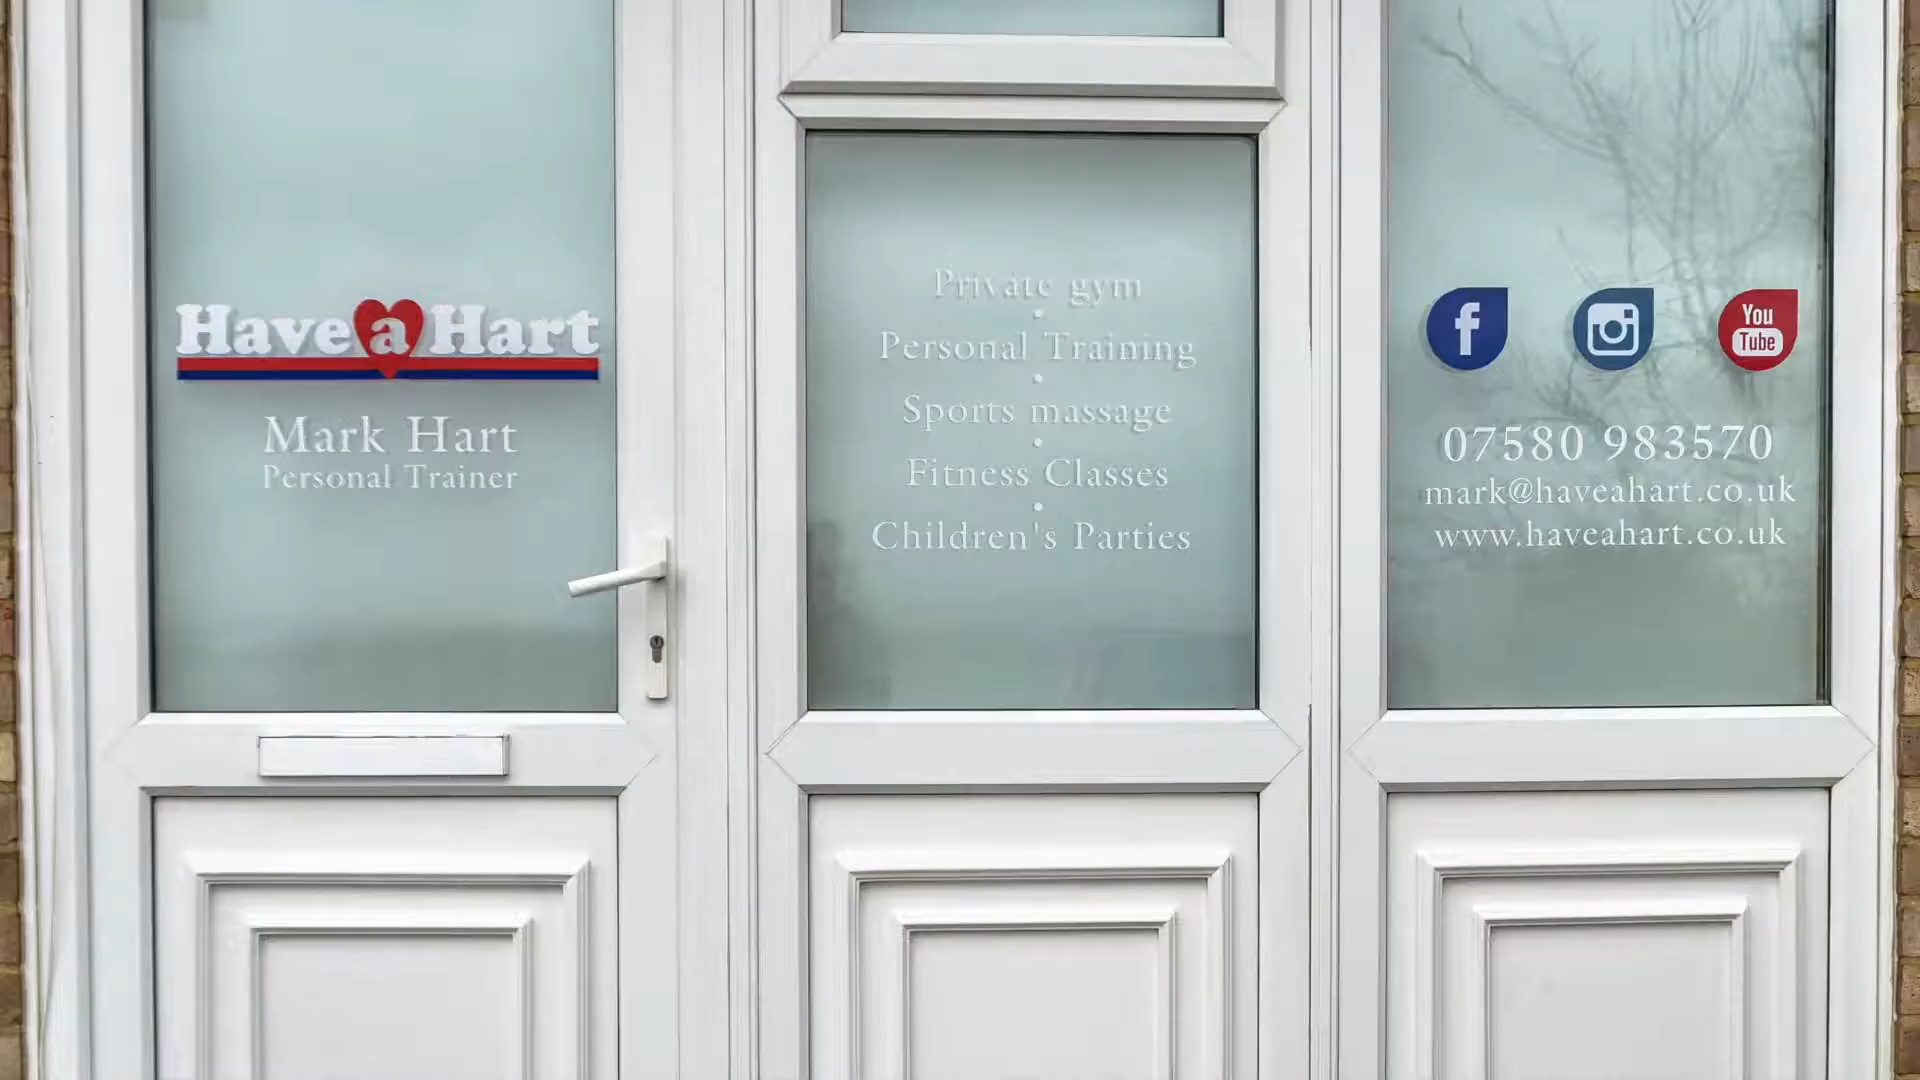 Have a Hart
Mark Hart
Personal Trainer
Private gym
Personal Training
Sports massage
Fitness Classes
Children's Parties
f
You
Tube
07580 983570
mark@haveahart.co.uk
www.haveahart.co.uk